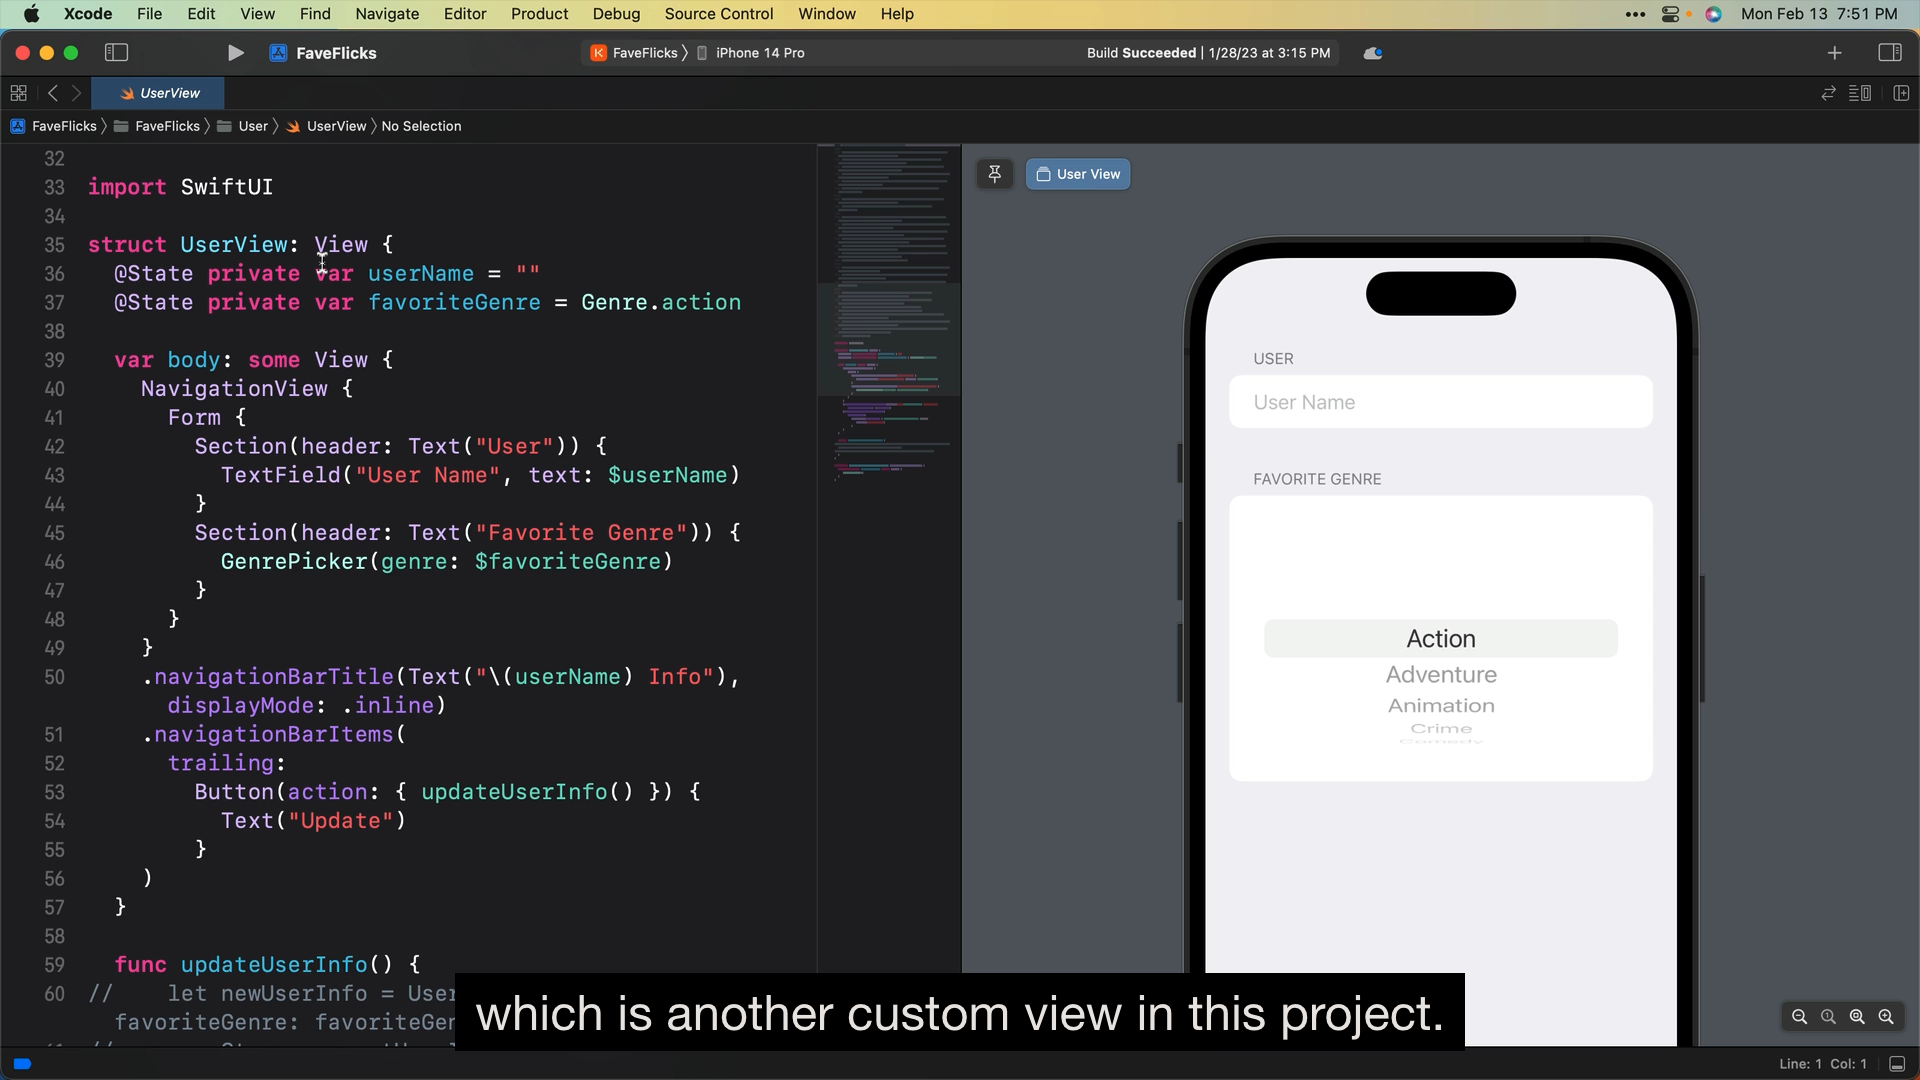 Xcode File Edit View Find Navigate Editor Product Debug Source Control Window Help Mon Feb 13 7:51 PM
FaveFlicks FaveFlicks iPhone 14 Pro Build Succeeded | 1/28/23 at 3:15 PM
UserView
FaveFlicks FaveFlicks User UserView No Selection
32
33 import SwiftUI
34
35 struct UserView: View {
36 @State private var userName = ""
37 @State private var favoriteGenre = Genre.action
38
39 var body: some View {
40 NavigationView {
41 Form {
42 Section(header: Text("User")) {
43 TextField("User Name", text: $userName)
44 }
45 Section(header: Text("Favorite Genre")) {
46 GenrePicker(genre: $favoriteGenre)
47 }
48 }
49 }
50 .navigationBarTitle(Text("\(userName) Info"),
displayMode: .inline)
51 .navigationBarItems(
52 trailing:
53 Button(action: { updateUserInfo() }) {
54 Text("Update")
55 }
56 )
57 }
58
59 func updateUserInfo() {
60 // let newUserInfo = User
favoriteGenre: favoriteGen
User View
USER
User Name
FAVORITE GENRE
Action
Adventure
Animation
Crime
Comedy
which is another custom view in this project.
Line: 1 Col: 1